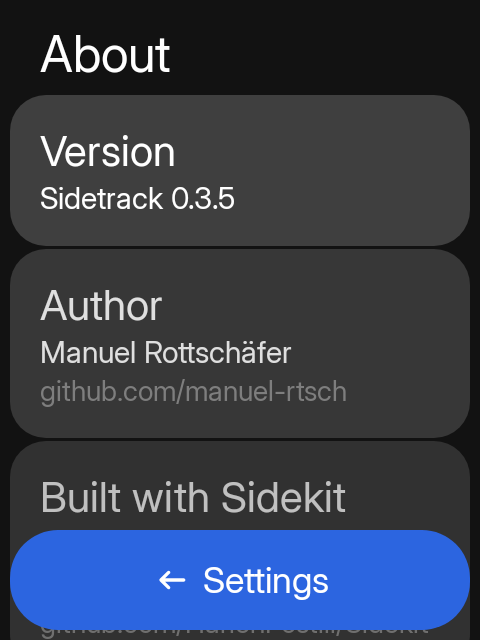 About
Version
Sidetrack 0.3.5
Author
Manuel Rottschäfer
github.com/manuel-rtsch
Built with Sidekit
← Settings